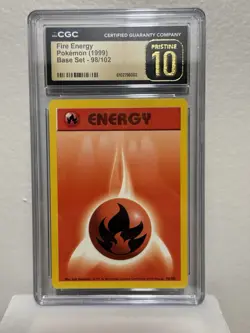 CGC
CERTIFIED GUARANTY COMPANY
Fire Energy
Pokémon (1999)
Base Set - 98/102
PRISTINE
10
ENERGY